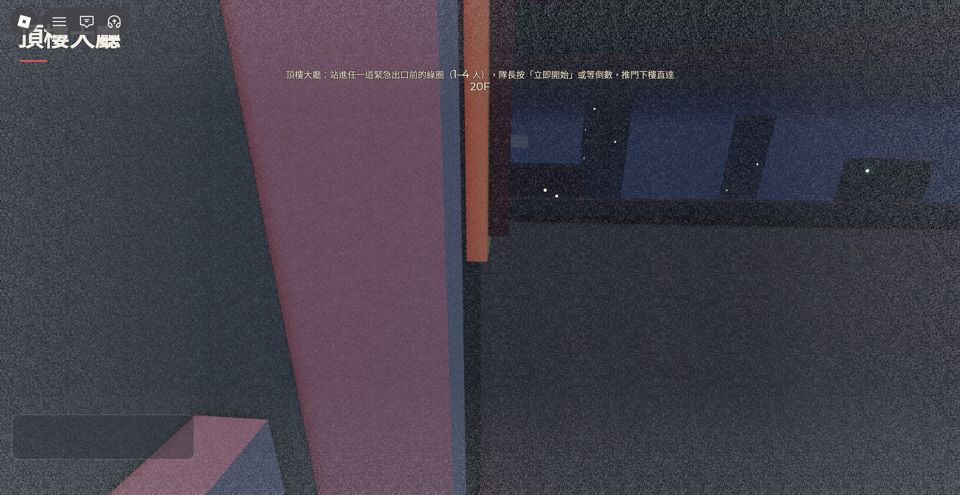 頂樓大廳
頂樓大廳：站進任一道緊急出口前的綠圈（1–4 人），隊長按「立即開始」或等倒數，推門下樓直達
20F